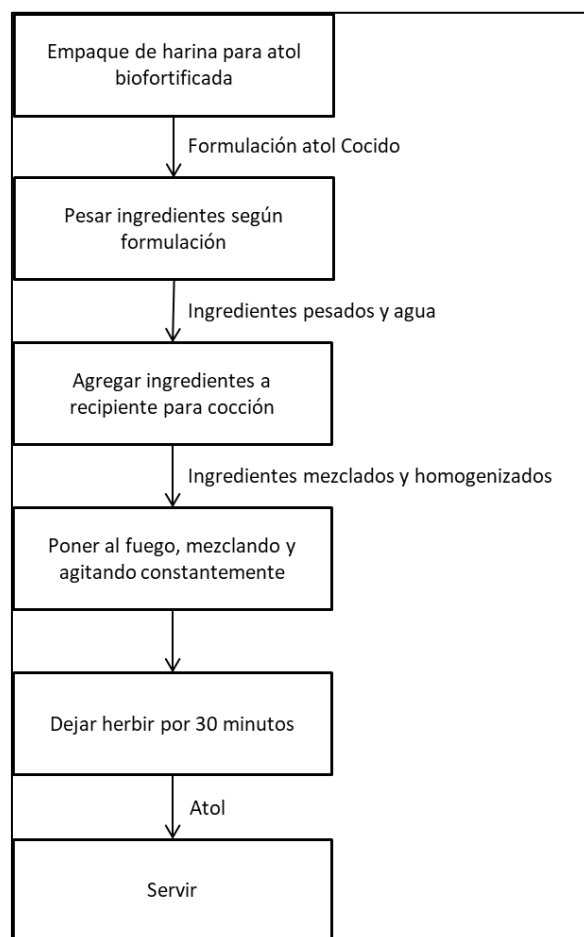 Empaque de harina para atol
biofortificada
Formulación atol Cocido
Pesar ingredientes según
formulación
Ingredientes pesados y agua
Agregar ingredientes a
recipiente para cocción
Ingredientes mezclados y homogenizados
Poner al fuego, mezclando y
agitando constantemente
Dejar herbir por 30 minutos
Atol
Servir